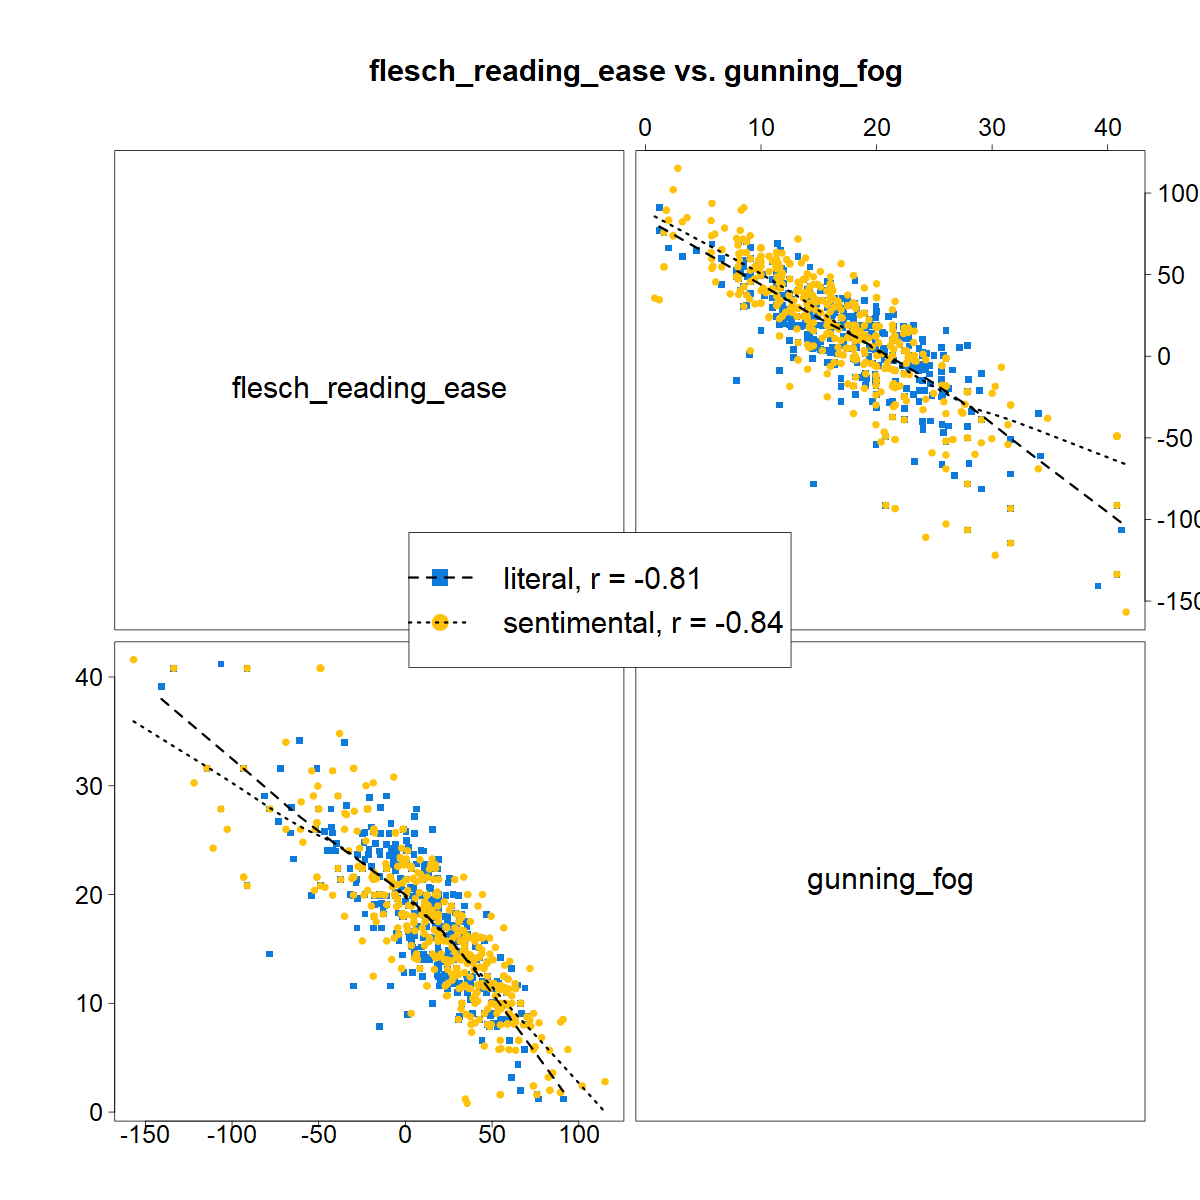 flesch_reading_ease vs. gunning_fog
0 10 20 30 40
100
50
0
-50
-100
-150
flesch_reading_ease
literal, r = -0.81
sentimental, r = -0.84
40
30
20
10
0
gunning_fog
-150 -100 -50 0 50 100